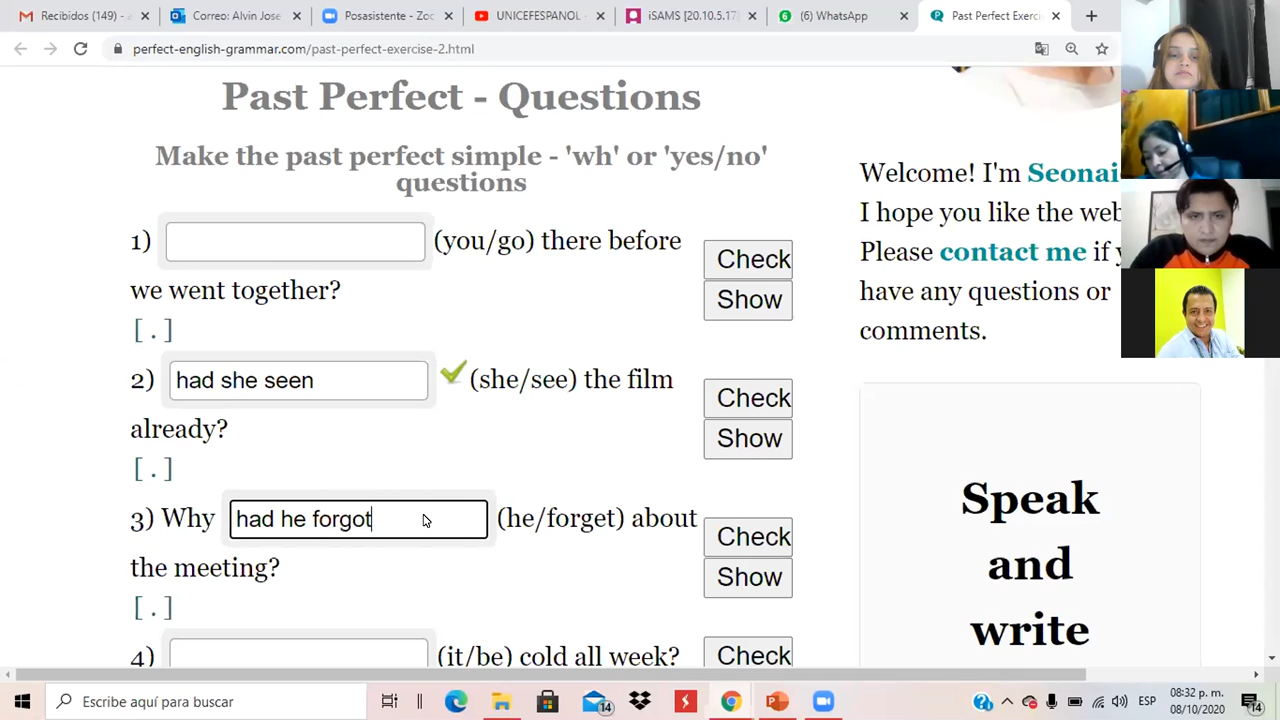 Recibidos (149) - a
Correo: Alvin Jose
Posasistente - Zoo
UNICEFESPANOL -
iSAMS [20.10.5.17]
(6) WhatsApp
Past Perfect Exerci
perfect-english-grammar.com/past-perfect-exercise-2.html
Past Perfect - Questions
Make the past perfect simple - 'wh' or 'yes/no'
questions
1) (you/go) there before
we went together?
[ . ]
Check
Show
2) had she seen (she/see) the film
already?
[ . ]
Check
Show
3) Why had he forgot (he/forget) about
the meeting?
[ . ]
Check
Show
4) (it/be) cold all week?
Check
Welcome! I'm Seonai
I hope you like the web
Please contact me if y
have any questions or
comments.
Speak
and
write
Escribe aquí para buscar
14
ESP
08:32 p. m.
08/10/2020
14